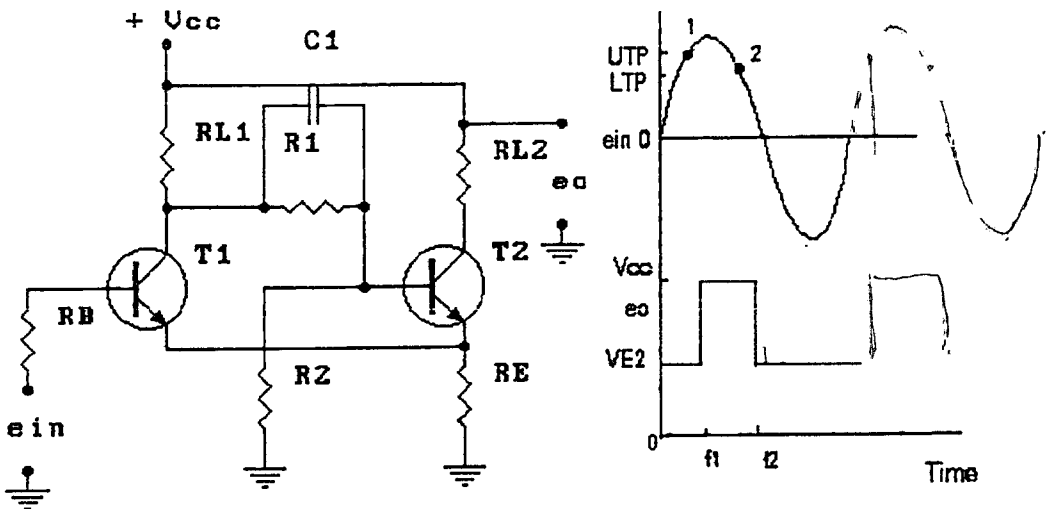 + Vcc
C1
RL1
R1
RL2
eo
T1
T2
RB
R2
RE
ein
1
2
UTP
LTP
ein 0
Vcc
eo
VE2
0
t1
t2
Time